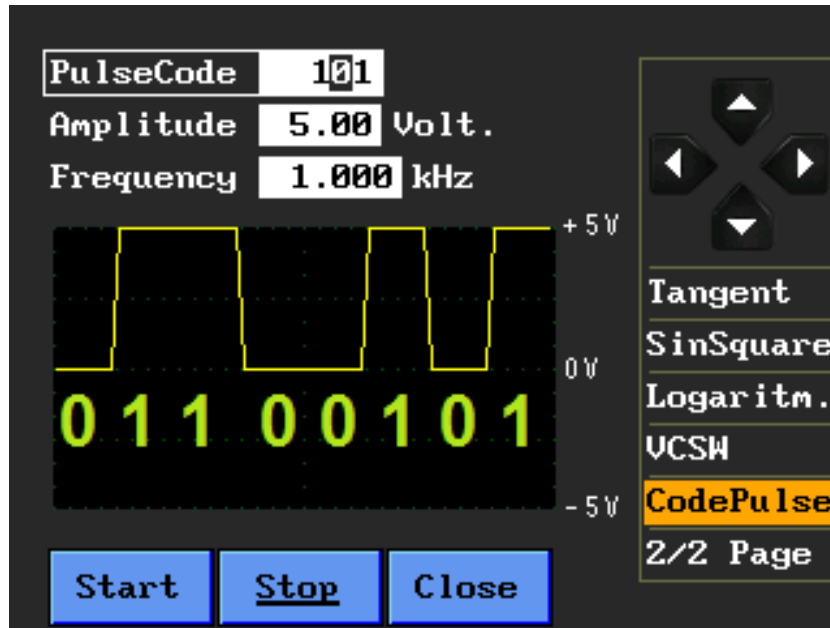 PulseCode 101
Amplitude 5.00 Volt.
Frequency 1.000 kHz
+5V
0V
-5V
0 1 1 0 0 1 0 1
Tangent
SinSquare
Logaritm.
VCSW
CodePulse
2/2 Page
Start Stop Close